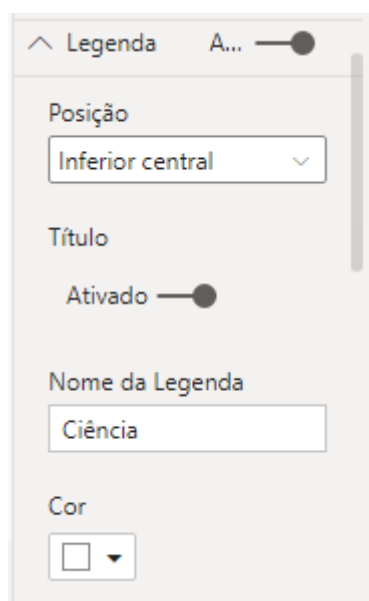 Legenda A...
Posição
Inferior central
Título
Ativado
Nome da Legenda
Ciência
Cor